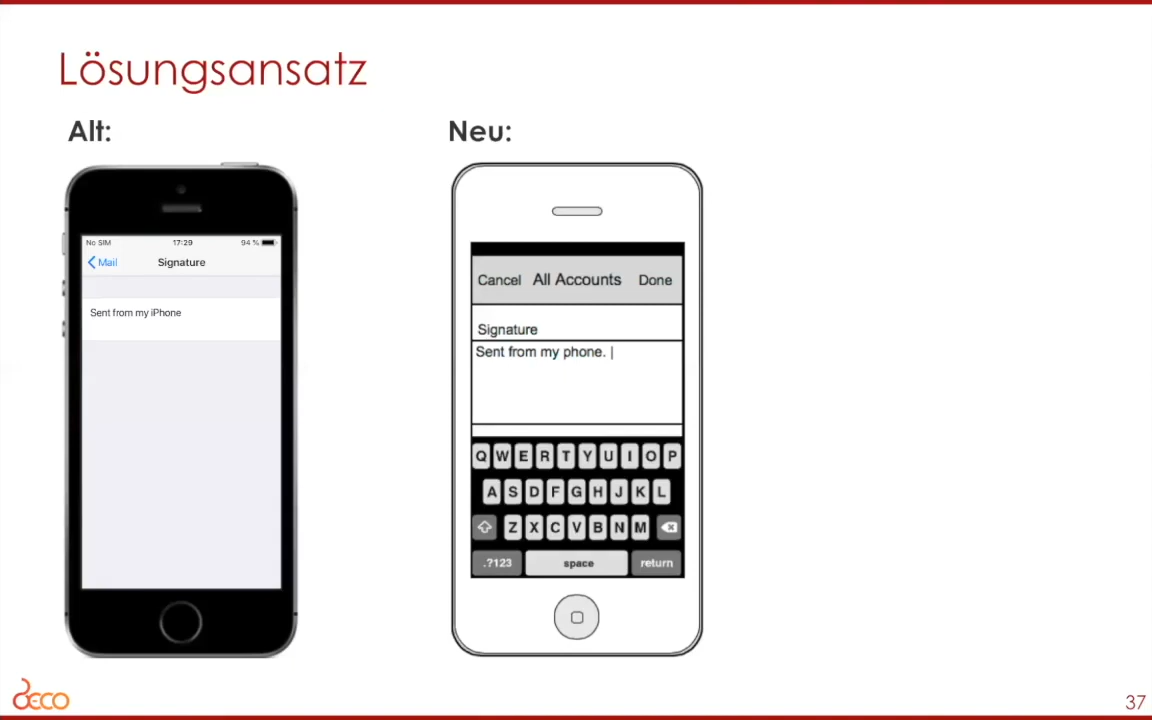 Lösungsansatz
Alt:
Neu:
No SIM 17:29 94 %
Mail Signature
Sent from my iPhone
Cancel All Accounts Done
Signature
Sent from my phone. |
Q W E R T Y U I O P
A S D F G H J K L
Z X C V B N M
.?123 space return
DECO
37